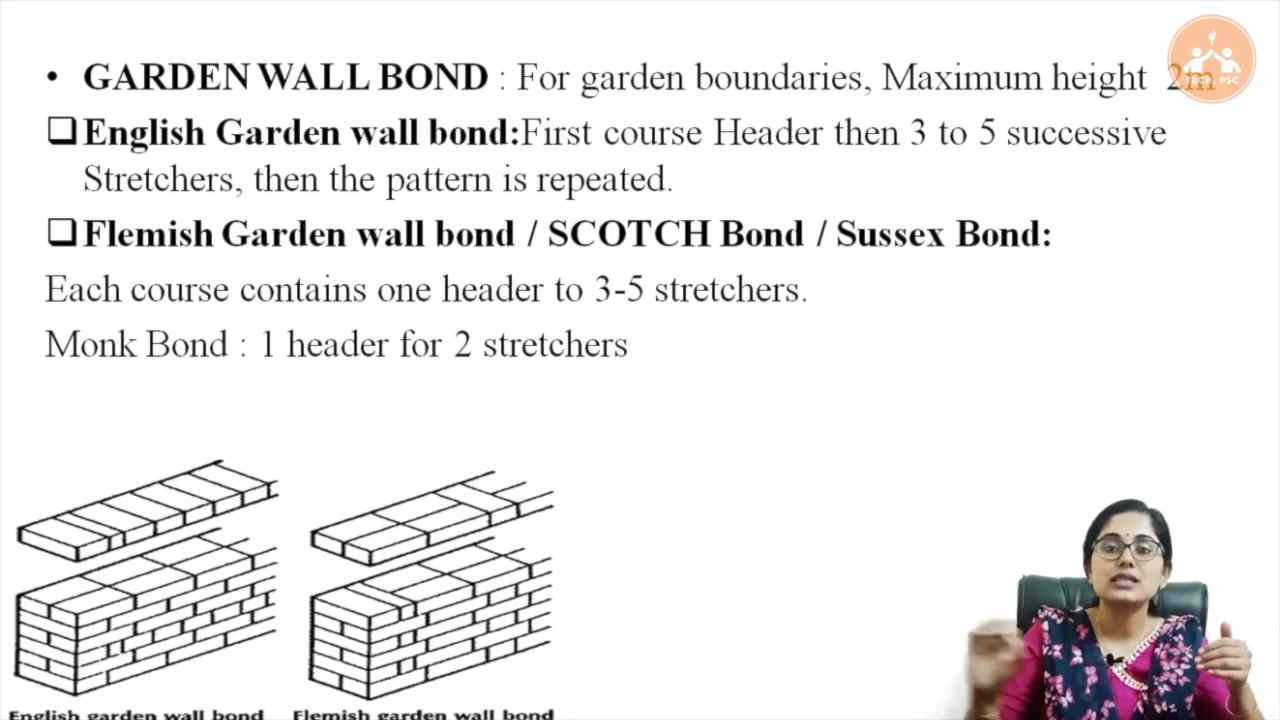 • GARDEN WALL BOND : For garden boundaries, Maximum height 2m
❑English Garden wall bond:First course Header then 3 to 5 successive
Stretchers, then the pattern is repeated.
❑Flemish Garden wall bond / SCOTCH Bond / Sussex Bond:
Each course contains one header to 3-5 stretchers.
Monk Bond : 1 header for 2 stretchers
TECH PSC
English garden wall bond
Flemish garden wall bond